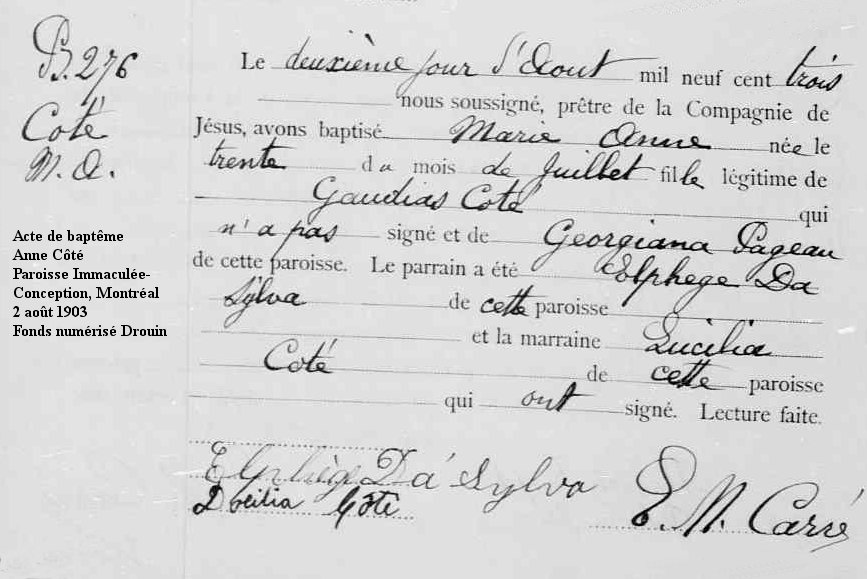 B. 276
Coté
M. A.
Acte de baptême
Anne Côté
Paroisse Immaculée-
Conception, Montréal
2 août 1903
Fonds numérisé Drouin
Le deuxième jour d'Aout mil neuf cent trois
nous soussigné, prêtre de la Compagnie de
Jésus, avons baptisé Marie Anne née le
trente du mois de Juillet fille légitime de
Gaudias Coté qui
n'a pas signé et de Georgiana Pageau
de cette paroisse. Le parrain a été Elphege Da
Sylva de cette paroisse
et la marraine Lucilia
Coté de cette paroisse
qui ont signé. Lecture faite.
Elphège Da Sylva
Docilia Côté
E. M. Carré